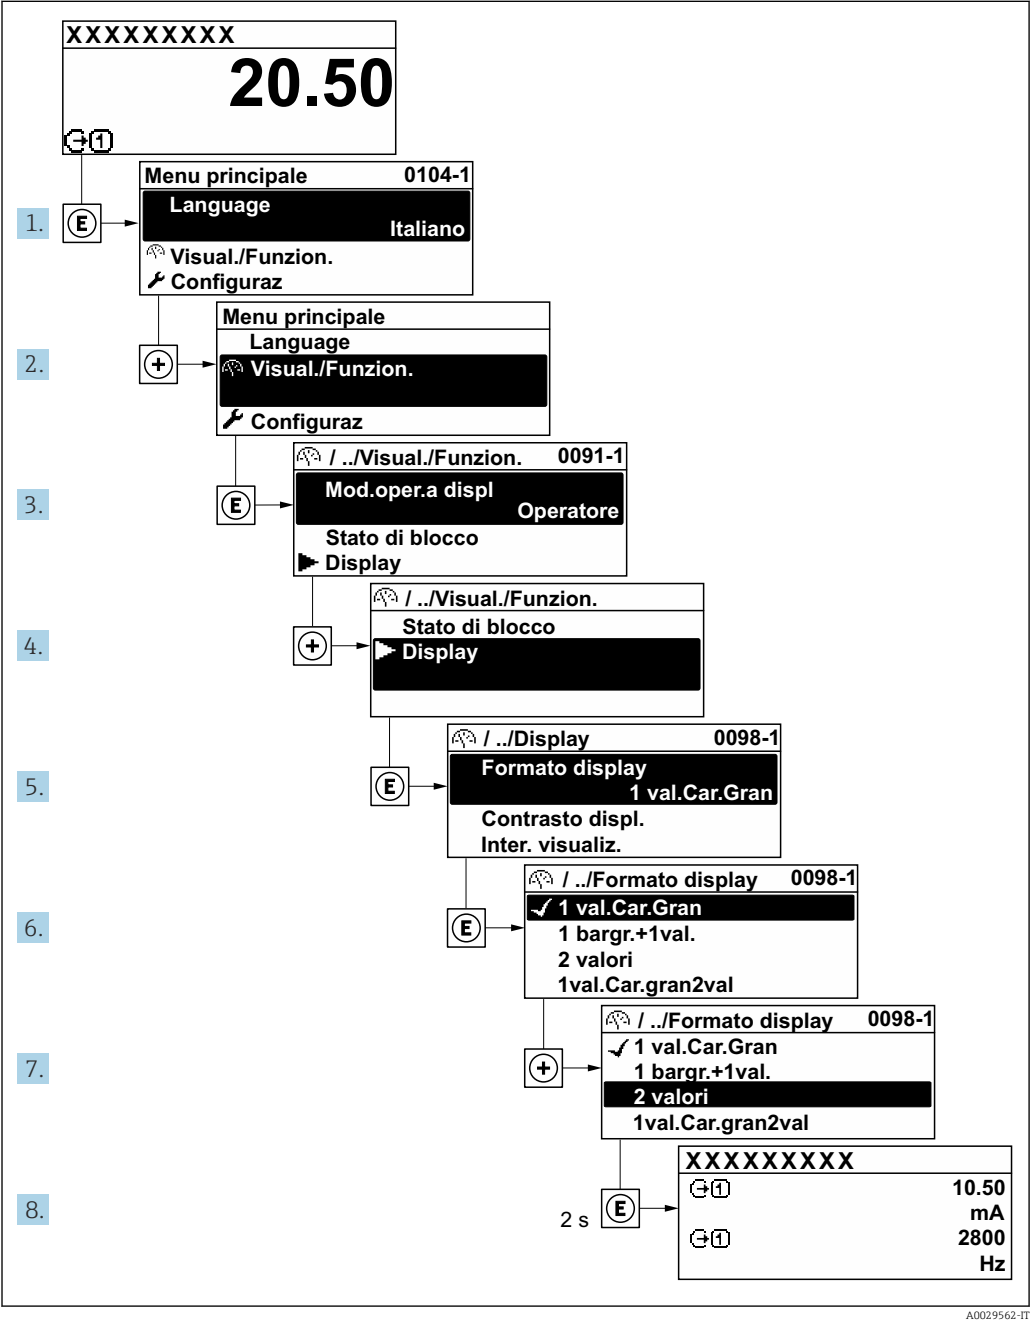 XXXXXXXXX
20.50
1
Menu principale 0104-1
Language
Italiano
Visual./Funzion.
Configuraz
1. E
Menu principale
Language
Visual./Funzion.
Configuraz
2. +
/ ../Visual./Funzion. 0091-1
Mod.oper.a displ
Operatore
Stato di blocco
Display
3. E
/ ../Visual./Funzion.
Stato di blocco
Display
4. +
/ ../Display 0098-1
Formato display
1 val.Car.Gran
Contrasto displ.
Inter. visualiz.
5. E
/ ../Formato display 0098-1
1 val.Car.Gran
1 bargr.+1val.
2 valori
1val.Car.gran2val
6. E
/ ../Formato display 0098-1
1 val.Car.Gran
1 bargr.+1val.
2 valori
1val.Car.gran2val
7. +
XXXXXXXXX
1 10.50
mA
1 2800
Hz
8. 2 s E
A0029562-IT